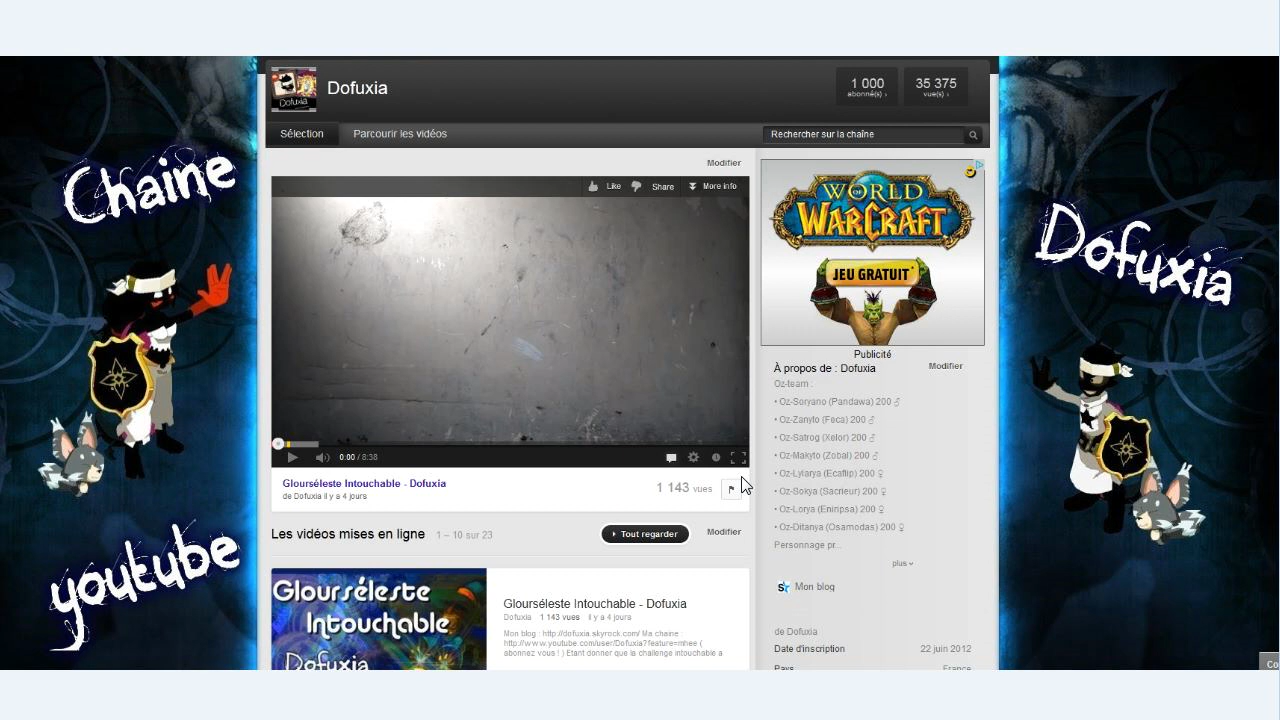 Dofuxia
1 000
abonné(s) ›
35 375
vue(s) ›
Dofuxia
Sélection
Parcourir les vidéos
Rechercher sur la chaîne
Chaine
youtube
Dofuxia
Modifier
Like
Share
More info
0:00 / 8:38
Glourséleste Intouchable - Dofuxia
de Dofuxia il y a 4 jours
1 143 vues
Les vidéos mises en ligne
1 – 10 sur 23
Tout regarder
Modifier
Glourséleste
Intouchable
Dofuxia
Glourséleste Intouchable - Dofuxia
Dofuxia 1 143 vues il y a 4 jours
Mon blog : http://dofuxia.skyrock.com/ Ma chaine :
http://www.youtube.com/user/Dofuxia?feature=mhee (
abonnez vous ! ) Etant donner que la challenge intouchable a
WORLD
OF
WARCRAFT
JEU GRATUIT*
Publicité
À propos de : Dofuxia
Modifier
Oz-team :
• Oz-Soryano (Pandawa) 200 ♂
• Oz-Zanyto (Feca) 200 ♂
• Oz-Satrog (Xelor) 200 ♂
• Oz-Makyto (Zobal) 200 ♂
• Oz-Lylarya (Ecaflip) 200 ♀
• Oz-Sokya (Sacrieur) 200 ♀
• Oz-Lorya (Eniripsa) 200 ♀
• Oz-Ditanya (Osamodas) 200 ♀
Personnage pr...
plus
Mon blog
de Dofuxia
Date d'inscription
22 juin 2012
Pays
France
Co